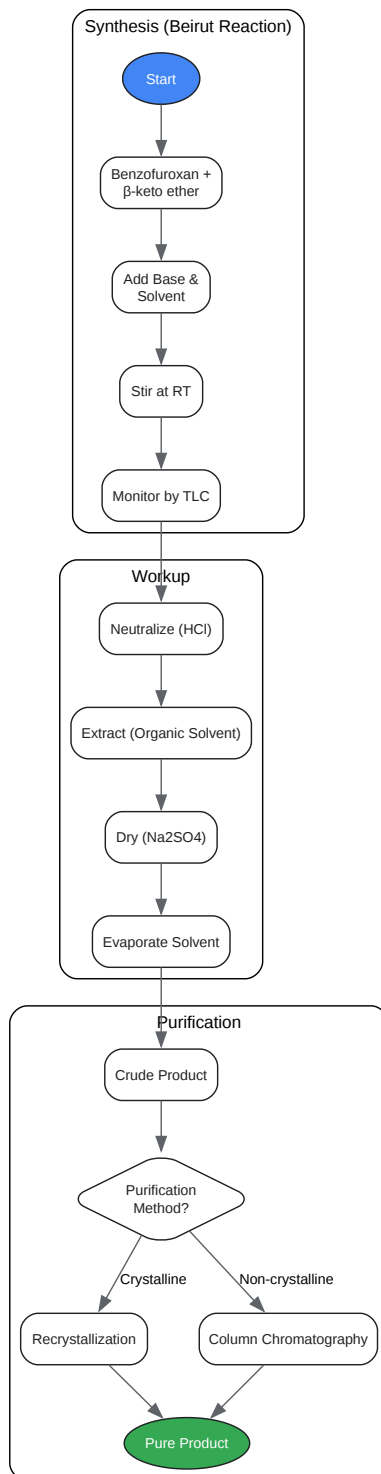 Synthesis (Beirut Reaction)
Start
Benzofuroxan +
β-keto ether
Add Base &
Solvent
Stir at RT
Monitor by TLC
Workup
Neutralize (HCl)
Extract (Organic Solvent)
Dry (Na2SO4)
Evaporate Solvent
Purification
Crude Product
Purification
Method?
Crystalline
Non-crystalline
Recrystallization
Column Chromatography
Pure Product